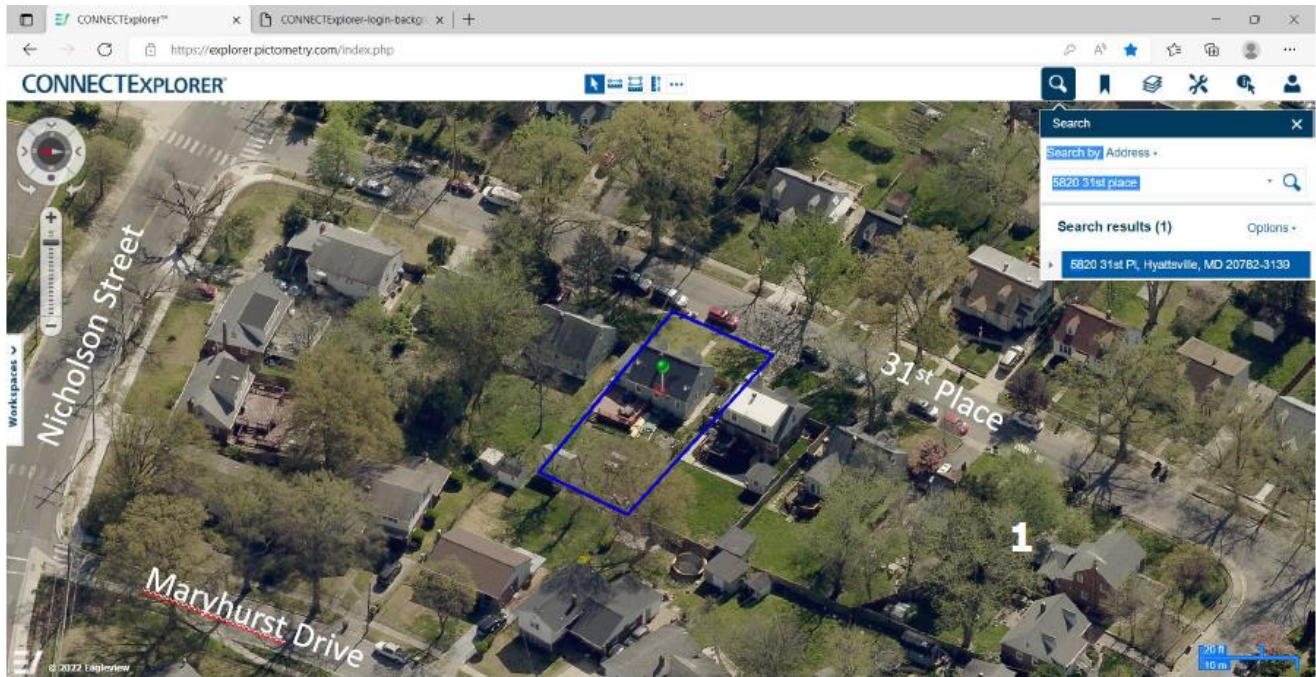 CONNECTExplorer™
CONNECTExplorer-login-backg
https://explorer.pictometry.com/index.php
CONNECTEXPLORER®
Search
Search by Address
5820 31st place
Search results (1)
Options
5820 31st Pl, Hyattsville, MD 20782-3139
Workspaces
Nicholson Street
31st Place
1
Maryhurst Drive
© 2022 Eagleview
20 ft
10 m